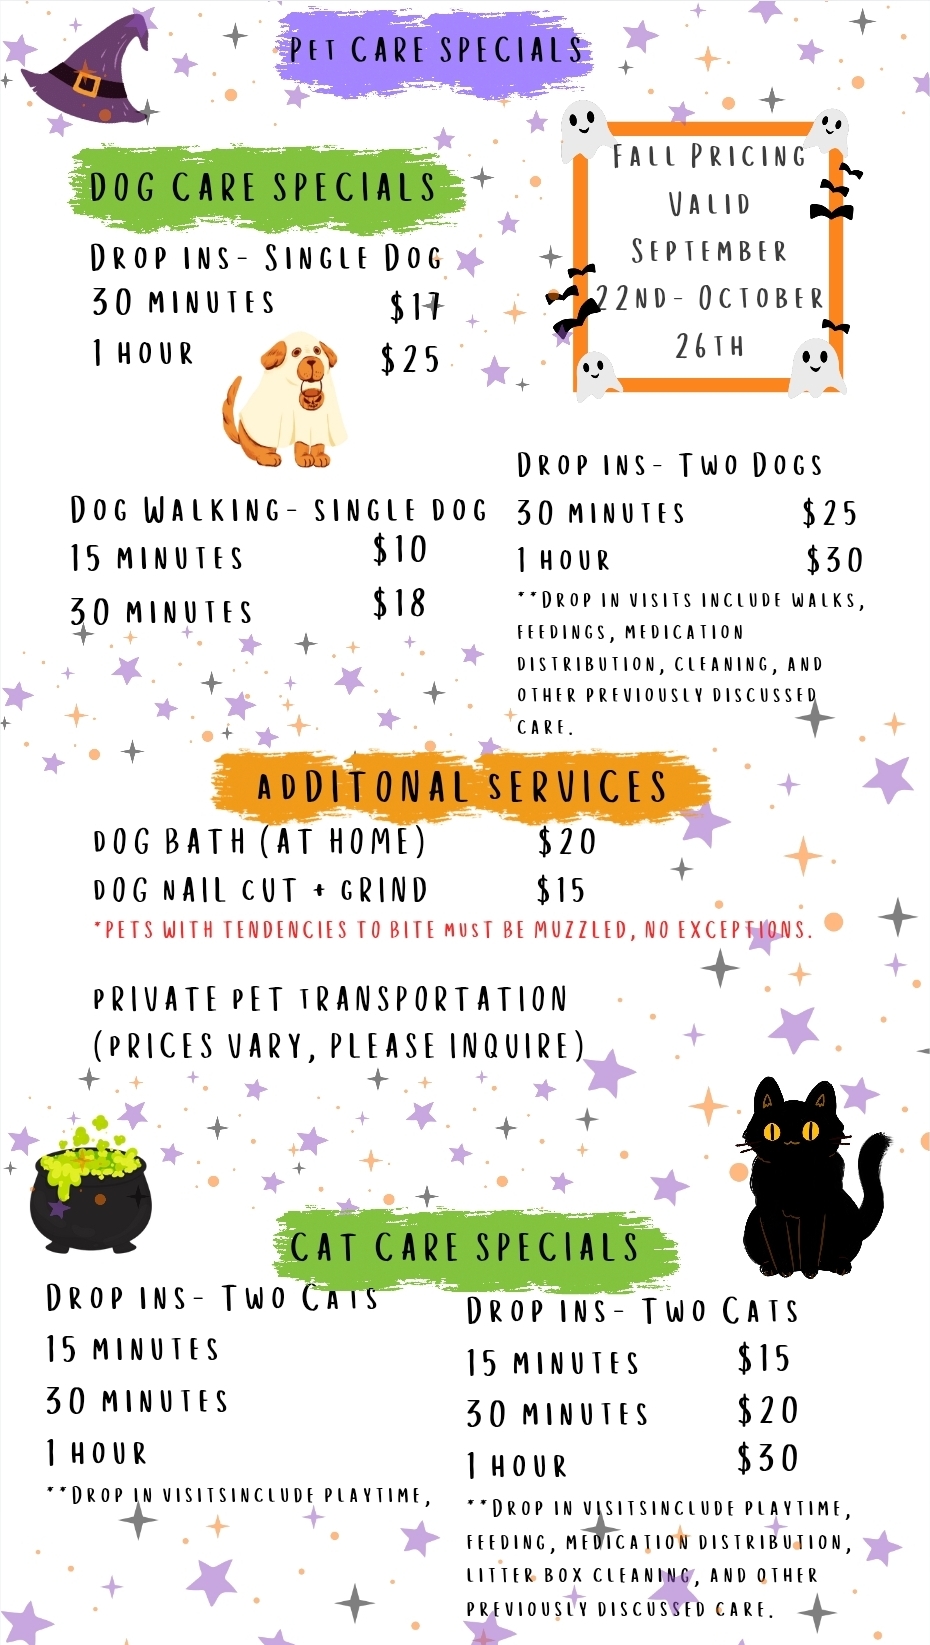 PET CARE SPECIALS
DOG CARE SPECIALS
DROP INS- SINGLE DOG
30 MINUTES $17
1 HOUR $25
FALL PRICING
VALID
SEPTEMBER
22ND- OCTOBER
26TH
DOG WALKING- SINGLE DOG
15 MINUTES $10
30 MINUTES $18
DROP INS- TWO DOGS
30 MINUTES $25
1 HOUR $30
**DROP IN VISITS INCLUDE WALKS,
FEEDINGS, MEDICATION
DISTRIBUTION, CLEANING, AND
OTHER PREVIOUSLY DISCUSSED
CARE.
ADDITONAL SERVICES
DOG BATH (AT HOME) $20
DOG NAIL CUT + GRIND $15
*PETS WITH TENDENCIES TO BITE MUST BE MUZZLED, NO EXCEPTIONS.
PRIVATE PET TRANSPORTATION
(PRICES VARY, PLEASE INQUIRE)
CAT CARE SPECIALS
DROP INS- TWO CATS
15 MINUTES
30 MINUTES
1 HOUR
**DROP IN VISITSINCLUDE PLAYTIME,
DROP INS- TWO CATS
15 MINUTES $15
30 MINUTES $20
1 HOUR $30
**DROP IN VISITSINCLUDE PLAYTIME,
FEEDING, MEDICATION DISTRIBUTION,
LITTER BOX CLEANING, AND OTHER
PREVIOUSLY DISCUSSED CARE.